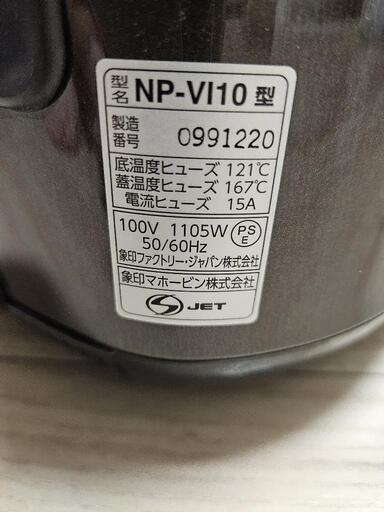 型名 NP-VI10 型
製造番号 0991220
底温度ヒューズ 121℃
蓋温度ヒューズ 167℃
電流ヒューズ 15A
100V 1105W
50/60Hz
PSE
象印ファクトリー・ジャパン株式会社
象印マホービン株式会社
JET